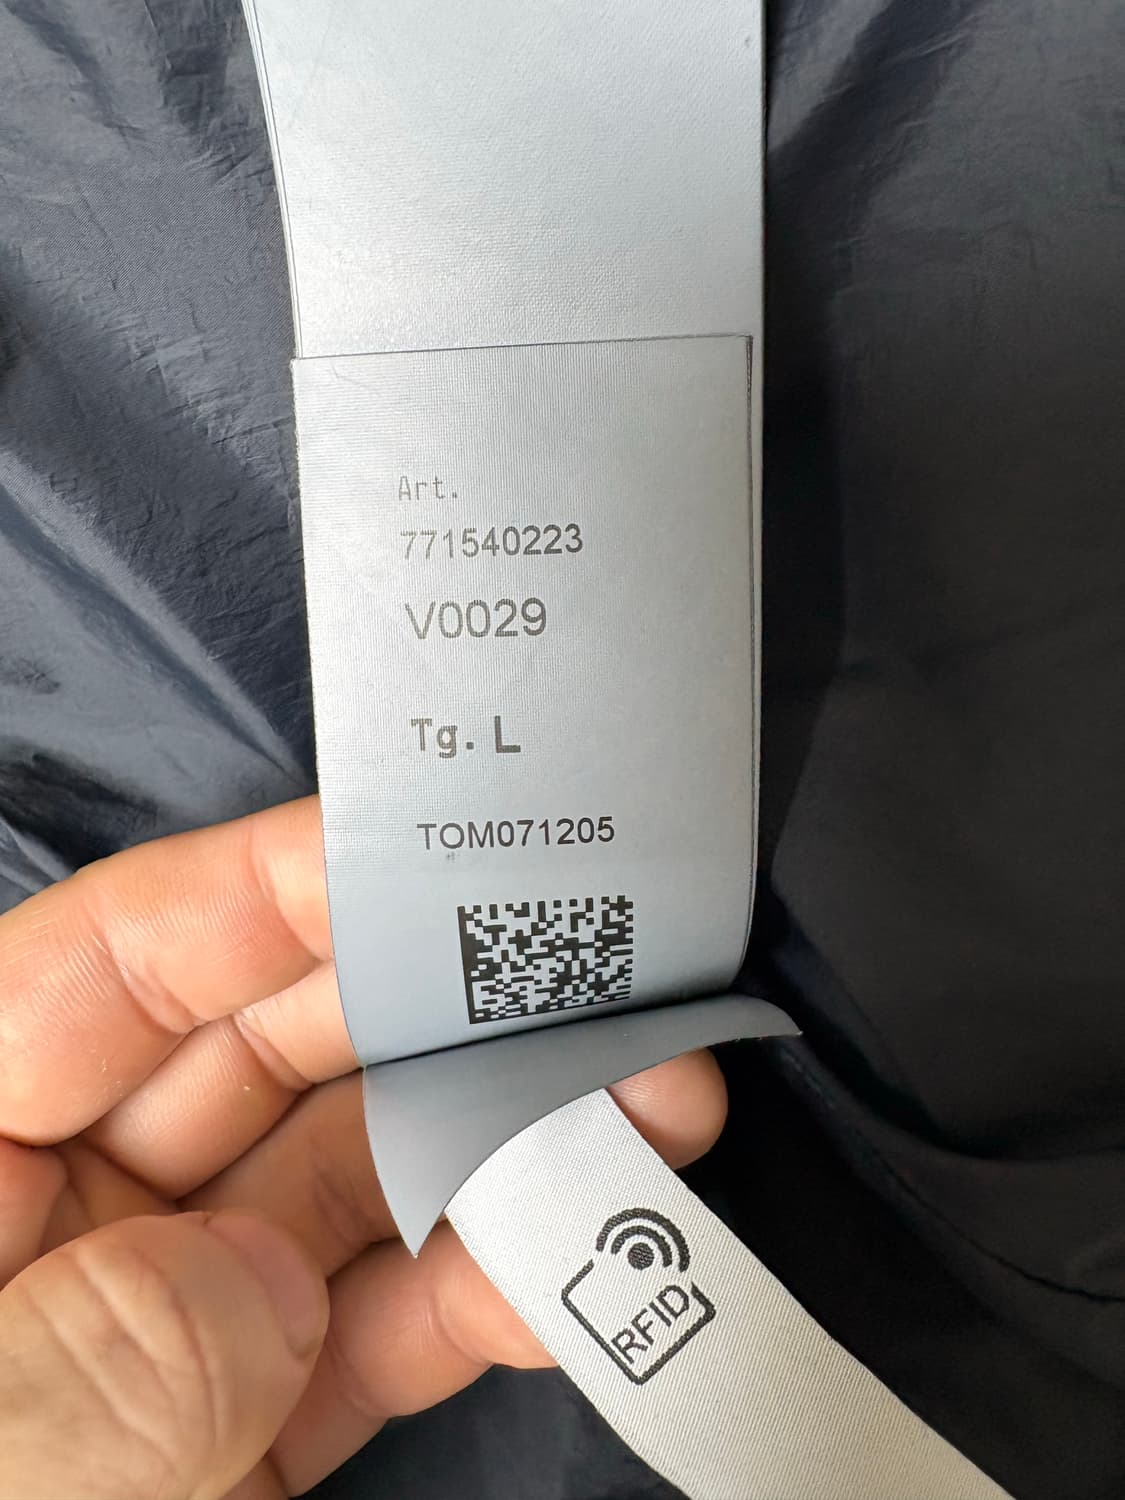 Art.
771540223
V0029
Tg. L
TOM071205
RFID